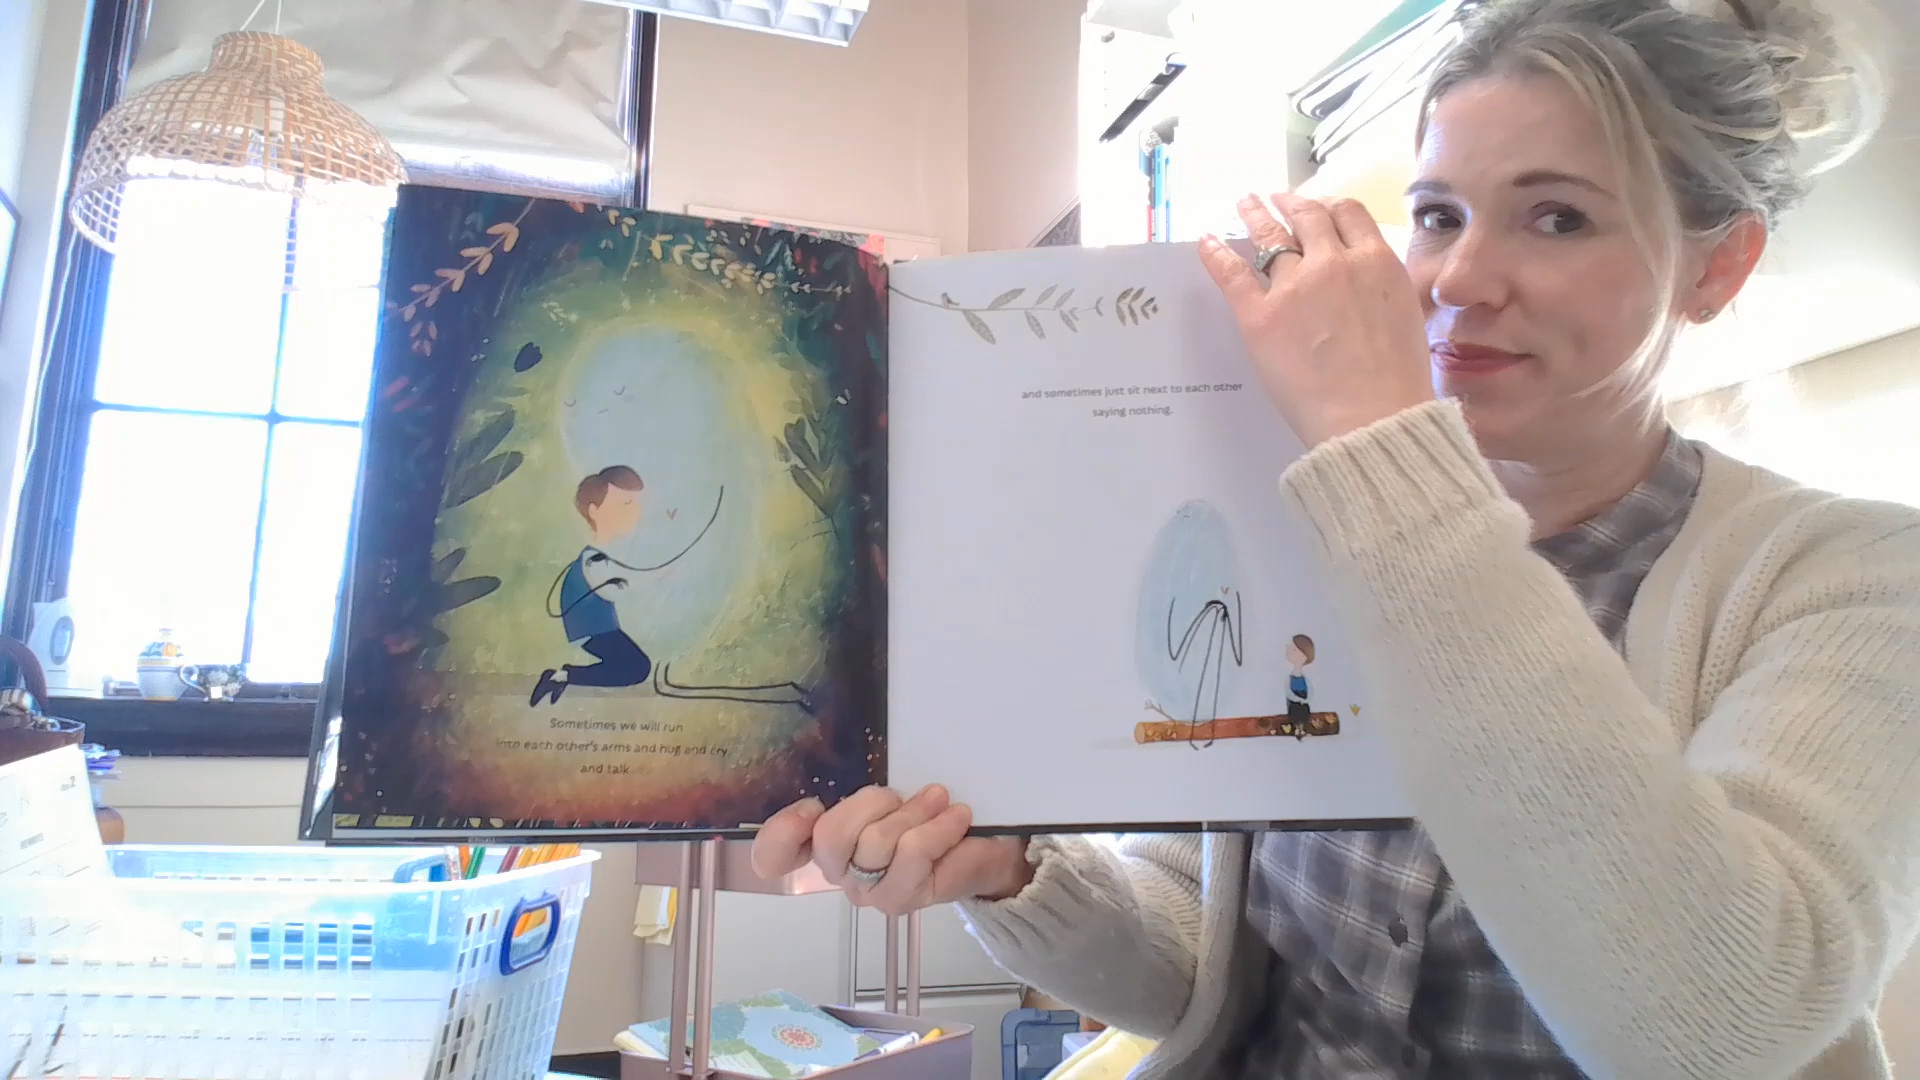 Sometimes we will run
into each other's arms and hug and cry
and talk
and sometimes just sit next to each other
saying nothing.